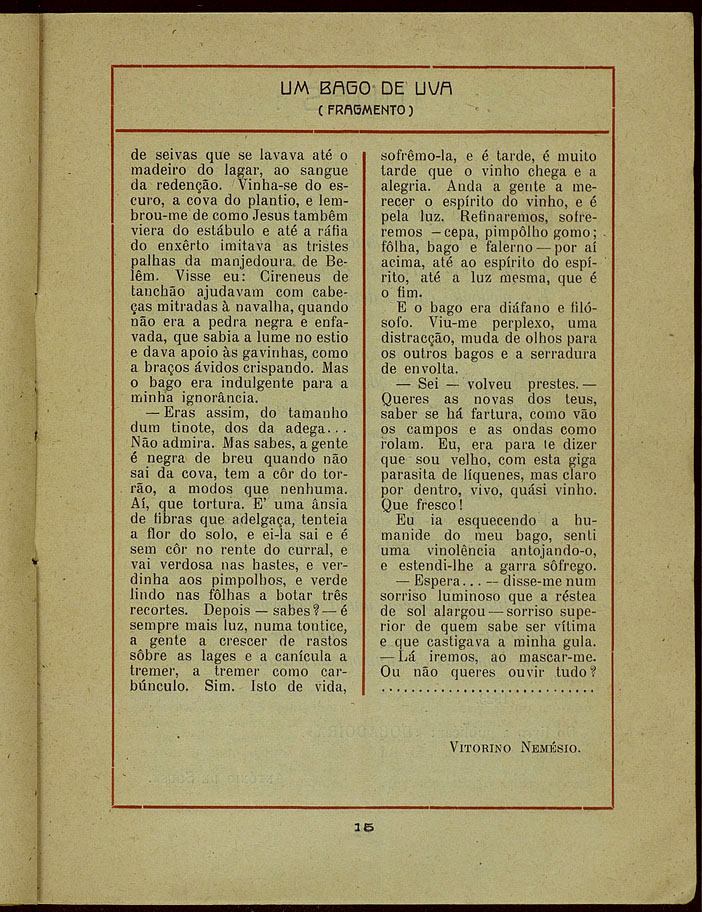 UM BAGO DE UVA
( FRAGMENTO )
de seivas que se lavava até o
madeiro do lagar, ao sangue
da redenção. Vinha-se do es-
curo, a cova do plantio, e lem-
brou-me de como Jesus também
viera do estábulo e até a ráfia
do enxêrto imitava as tristes
palhas da manjedoura de Be-
lêm. Visse eu: Cireneus de
tanchão ajudavam com cabe-
ças mitradas à navalha, quando
não era a pedra negra e enfa-
vada, que sabia a lume no estio
e dava apoio às gavinhas, como
a braços ávidos crispando. Mas
o bago era indulgente para a
minha ignorância.
— Eras assim, do tamanho
dum tinote, dos da adega...
Não admira. Mas sabes, a gente
é negra de breu quando não
sai da cova, tem a côr do tor-
rão, a modos que nenhuma.
Aí, que tortura. E' uma ânsia
de fibras que adelgaça, tenteia
a flor do solo, e ei-la sai e é
sem côr no rente do curral, e
vai verdosa nas hastes, e ver-
dinha aos pimpolhos, e verde
lindo nas fôlhas a botar três
recortes. Depois — sabes? — é
sempre mais luz, numa tontice,
a gente a crescer de rastos
sôbre as lages e a canícula a
tremer, a tremer como car-
búnculo. Sim. Isto de vida,
sofrêmo-la, e é tarde, é muito
tarde que o vinho chega e a
alegria. Anda a gente a me-
recer o espírito do vinho, e é
pela luz. Refinaremos, sofre-
remos — cepa, pimpôlho gomo;
fôlha, bago e falerno — por aí
acima, até ao espírito do espí-
rito, até a luz mesma, que é
o fim.
E o bago era diáfano e filó-
sofo. Viu-me perplexo, uma
distracção, muda de olhos para
os outros bagos e a serradura
de envolta.
— Sei — volveu prestes. —
Queres as novas dos teus,
saber se há fartura, como vão
os campos e as ondas como
rolam. Eu, era para te dizer
que sou velho, com esta giga
parasita de líquenes, mas claro
por dentro, vivo, quási vinho.
Que fresco!
Eu ia esquecendo a hu-
manide do meu bago, senti
uma vinolência antojando-o,
e estendi-lhe a garra sôfrego.
— Espera... — disse-me num
sorriso luminoso que a réstea
de sol alargou — sorriso supe-
rior de quem sabe ser vítima
e que castigava a minha gula.
— Lá iremos, ao mascar-me.
Ou não queres ouvir tudo?
............................
VITORINO NEMÉSIO.
15